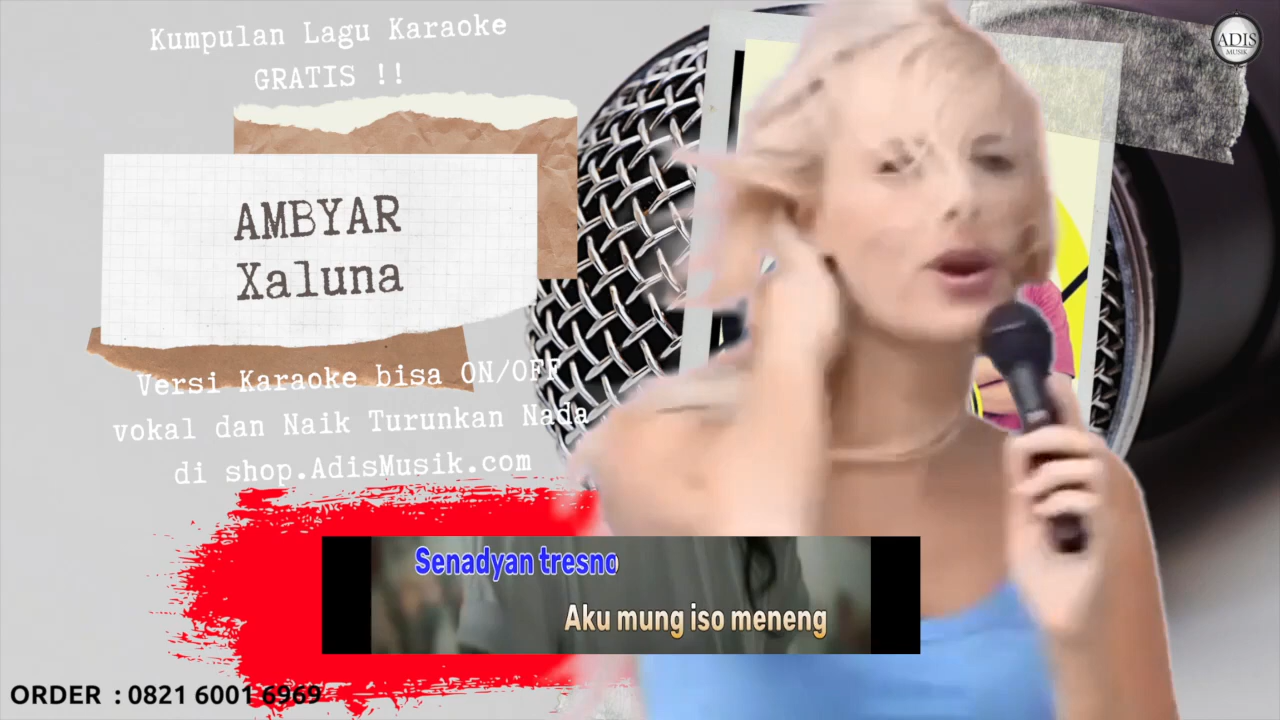 Kumpulan Lagu Karaoke
GRATIS !!
ADIS
MUSIK
AMBYAR
Xaluna
Versi Karaoke bisa ON/OFF
vokal dan Naik Turunkan Nada
di shop.AdisMusik.com
Senadyan tresno
Aku mung iso meneng
ORDER : 0821 6001 6969